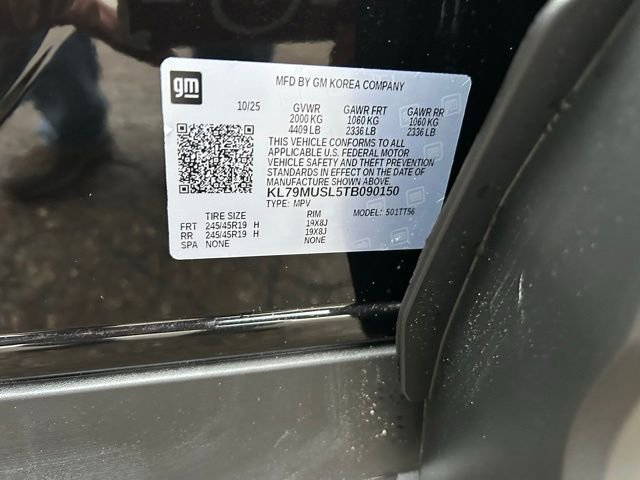 gm
MFD BY GM KOREA COMPANY
10/25 GVWR GAWR FRT GAWR RR
2000 KG 1060 KG 1060 KG
4409 LB 2336 LB 2336 LB
THIS VEHICLE CONFORMS TO ALL
APPLICABLE U.S. FEDERAL MOTOR
VEHICLE SAFETY AND THEFT PREVENTION
STANDARDS IN EFFECT ON THE DATE OF
MANUFACTURE SHOWN ABOVE.
KL79MUSL5TB090150
TYPE: MPV MODEL: 501TT56
TIRE SIZE RIM
FRT 245/45R19 H 19X8J
RR 245/45R19 H 19X8J
SPA NONE NONE